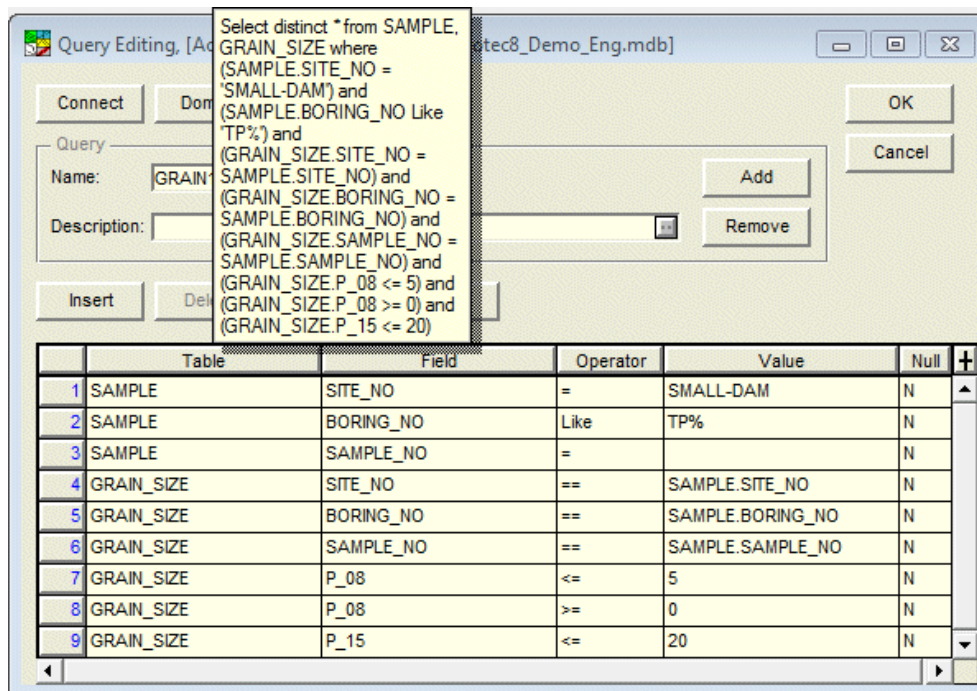 Query Editing, [Ac
otec8_Demo_Eng.mdb]
Select distinct * from SAMPLE,
GRAIN_SIZE where
(SAMPLE.SITE_NO =
'SMALL-DAM') and
(SAMPLE.BORING_NO Like
'TP%') and
(GRAIN_SIZE.SITE_NO =
SAMPLE.SITE_NO) and
(GRAIN_SIZE.BORING_NO =
SAMPLE.BORING_NO) and
(GRAIN_SIZE.SAMPLE_NO =
SAMPLE.SAMPLE_NO) and
(GRAIN_SIZE.P_08 <= 5) and
(GRAIN_SIZE.P_08 >= 0) and
(GRAIN_SIZE.P_15 <= 20)
Connect Dom OK
Query Cancel
Name: GRAIN Add
Description: Remove
Insert Del
Table Field Operator Value Null +
1 SAMPLE SITE_NO = SMALL-DAM N
2 SAMPLE BORING_NO Like TP% N
3 SAMPLE SAMPLE_NO = N
4 GRAIN_SIZE SITE_NO == SAMPLE.SITE_NO N
5 GRAIN_SIZE BORING_NO == SAMPLE.BORING_NO N
6 GRAIN_SIZE SAMPLE_NO == SAMPLE.SAMPLE_NO N
7 GRAIN_SIZE P_08 <= 5 N
8 GRAIN_SIZE P_08 >= 0 N
9 GRAIN_SIZE P_15 <= 20 N